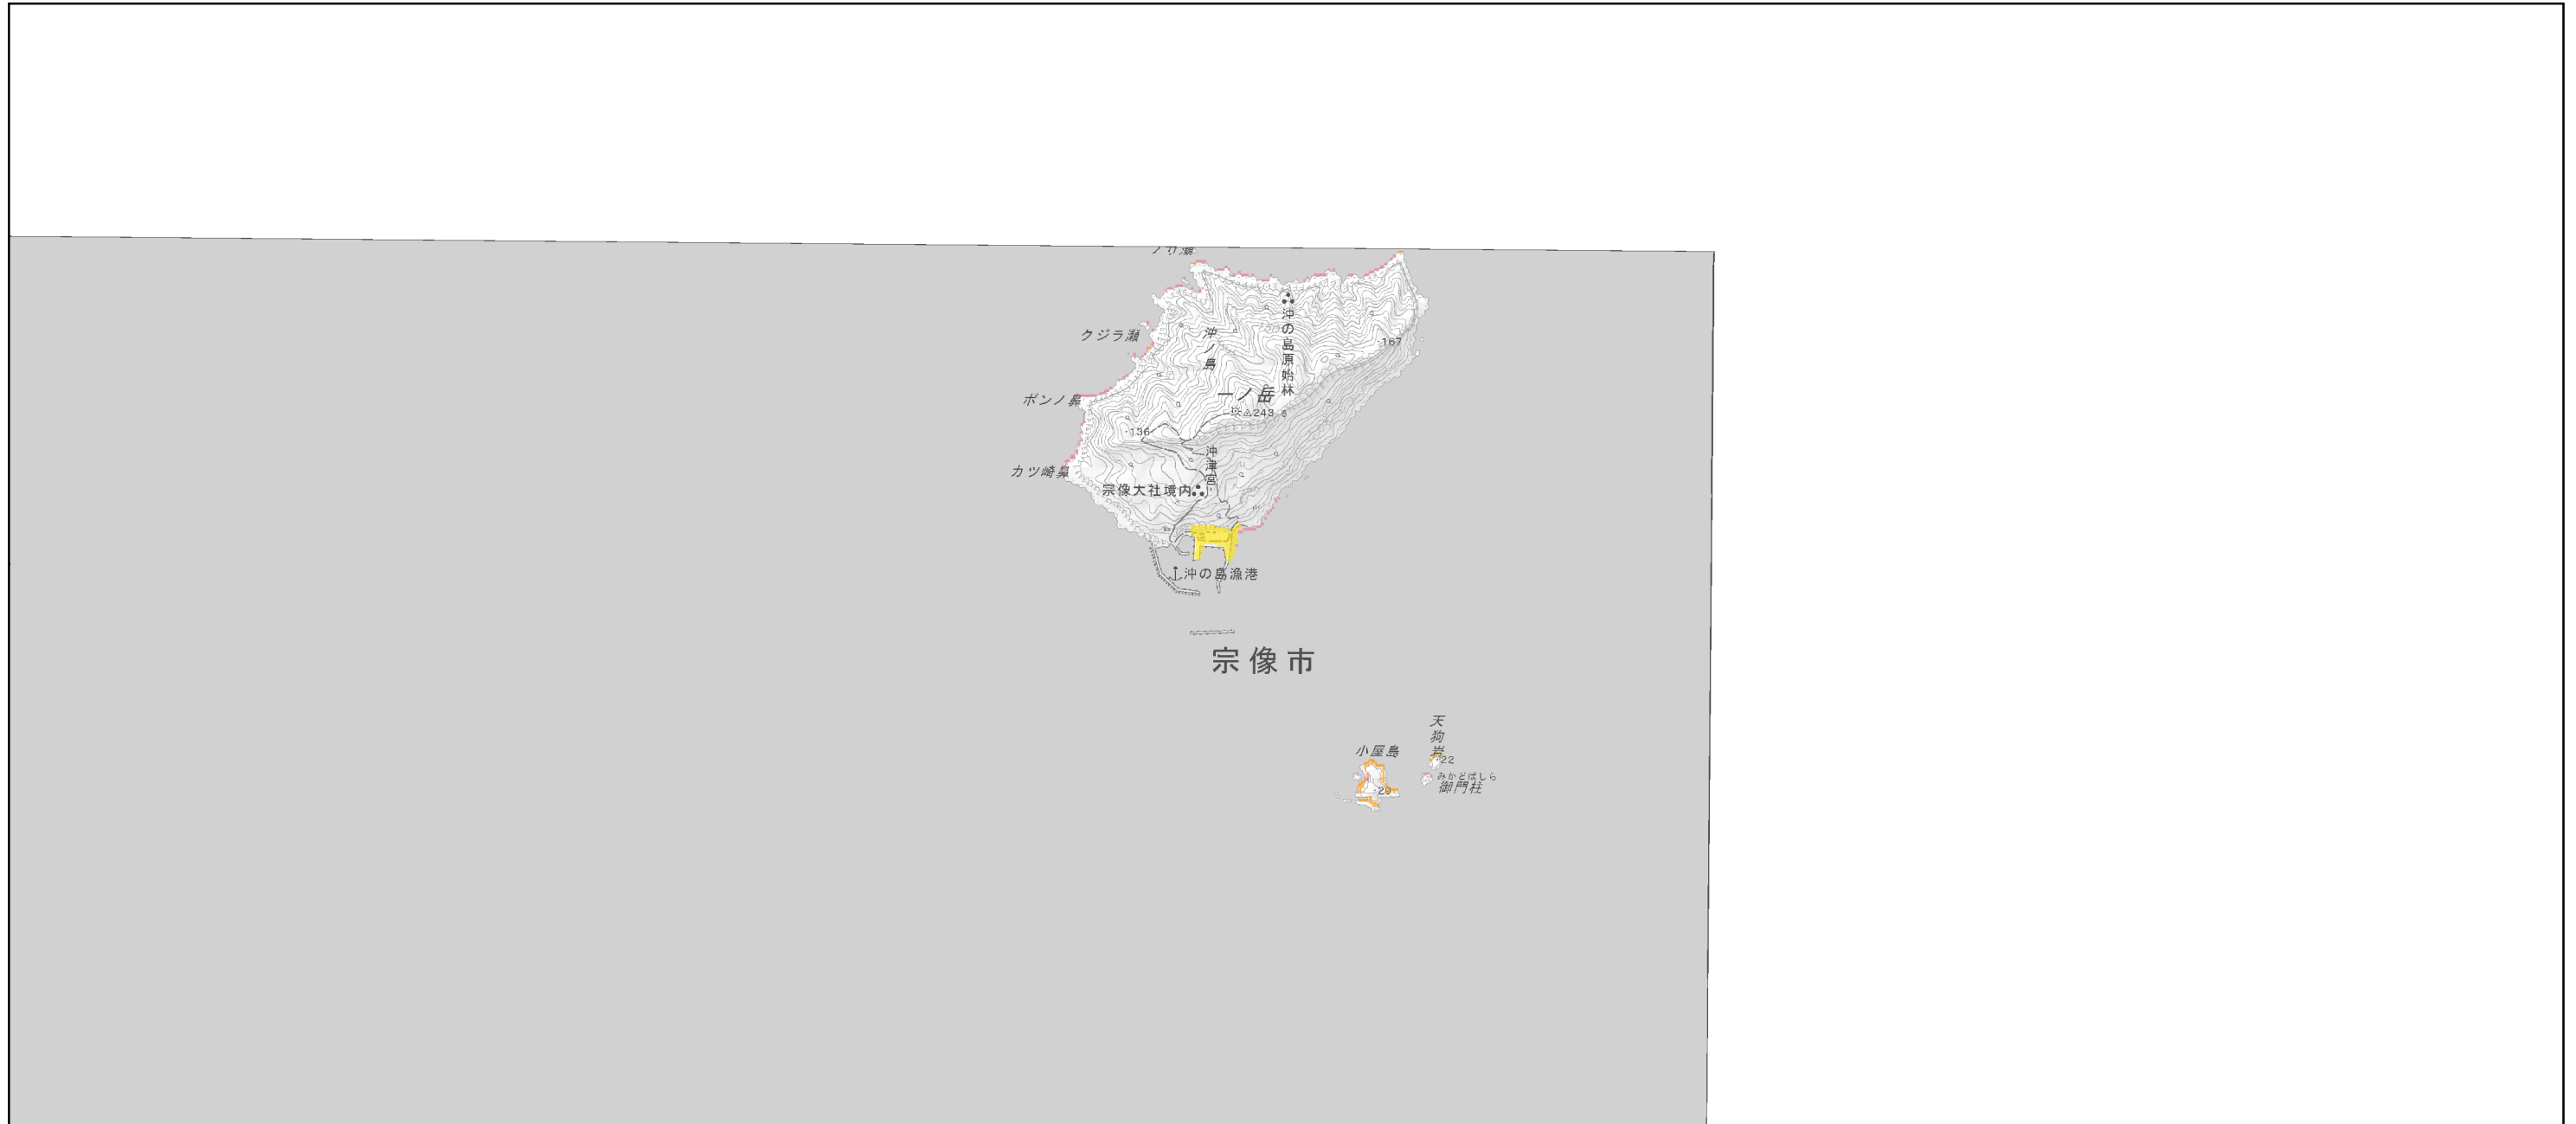 クジラ瀬
沖ノ島
沖の島原始林
・167
ボンノ鼻
一ノ岳
243.6
・136
カツ崎鼻
沖津宮
宗像大社境内
沖の島漁港
宗像市
天狗岩
小屋島
・22
みかどばしら
御門柱
・29